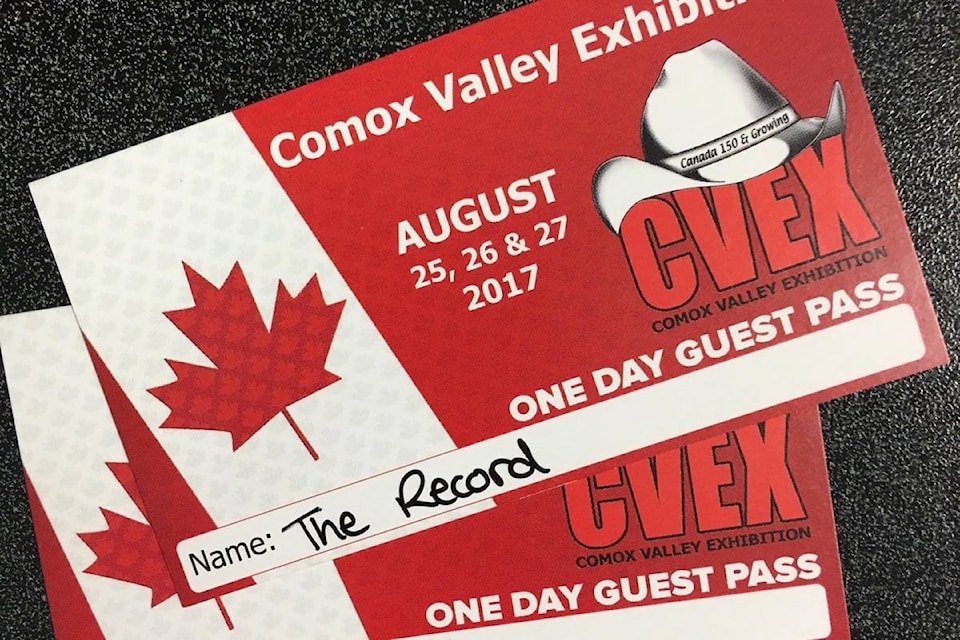 Comox Valley Exhibiti
Canada 150 & Growing
AUGUST
25, 26 & 27
2017
CVEX
COMOX VALLEY EXHIBITION
ONE DAY GUEST PASS
Name: The Record
CVEX
COMOX VALLEY EXHIBITION
ONE DAY GUEST PASS